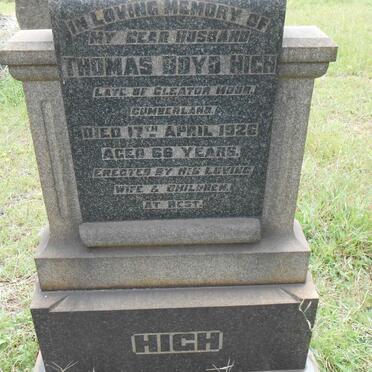 IN LOVING MEMORY OF
MY DEAR HUSBAND
THOMAS BOYD HIGH
LATE OF CLEATOR MOOR,
CUMBERLAND.
DIED 17TH APRIL 1926
AGED 66 YEARS.
ERECTED BY HIS LOVING
WIFE & CHILDREN.
AT REST.
HIGH